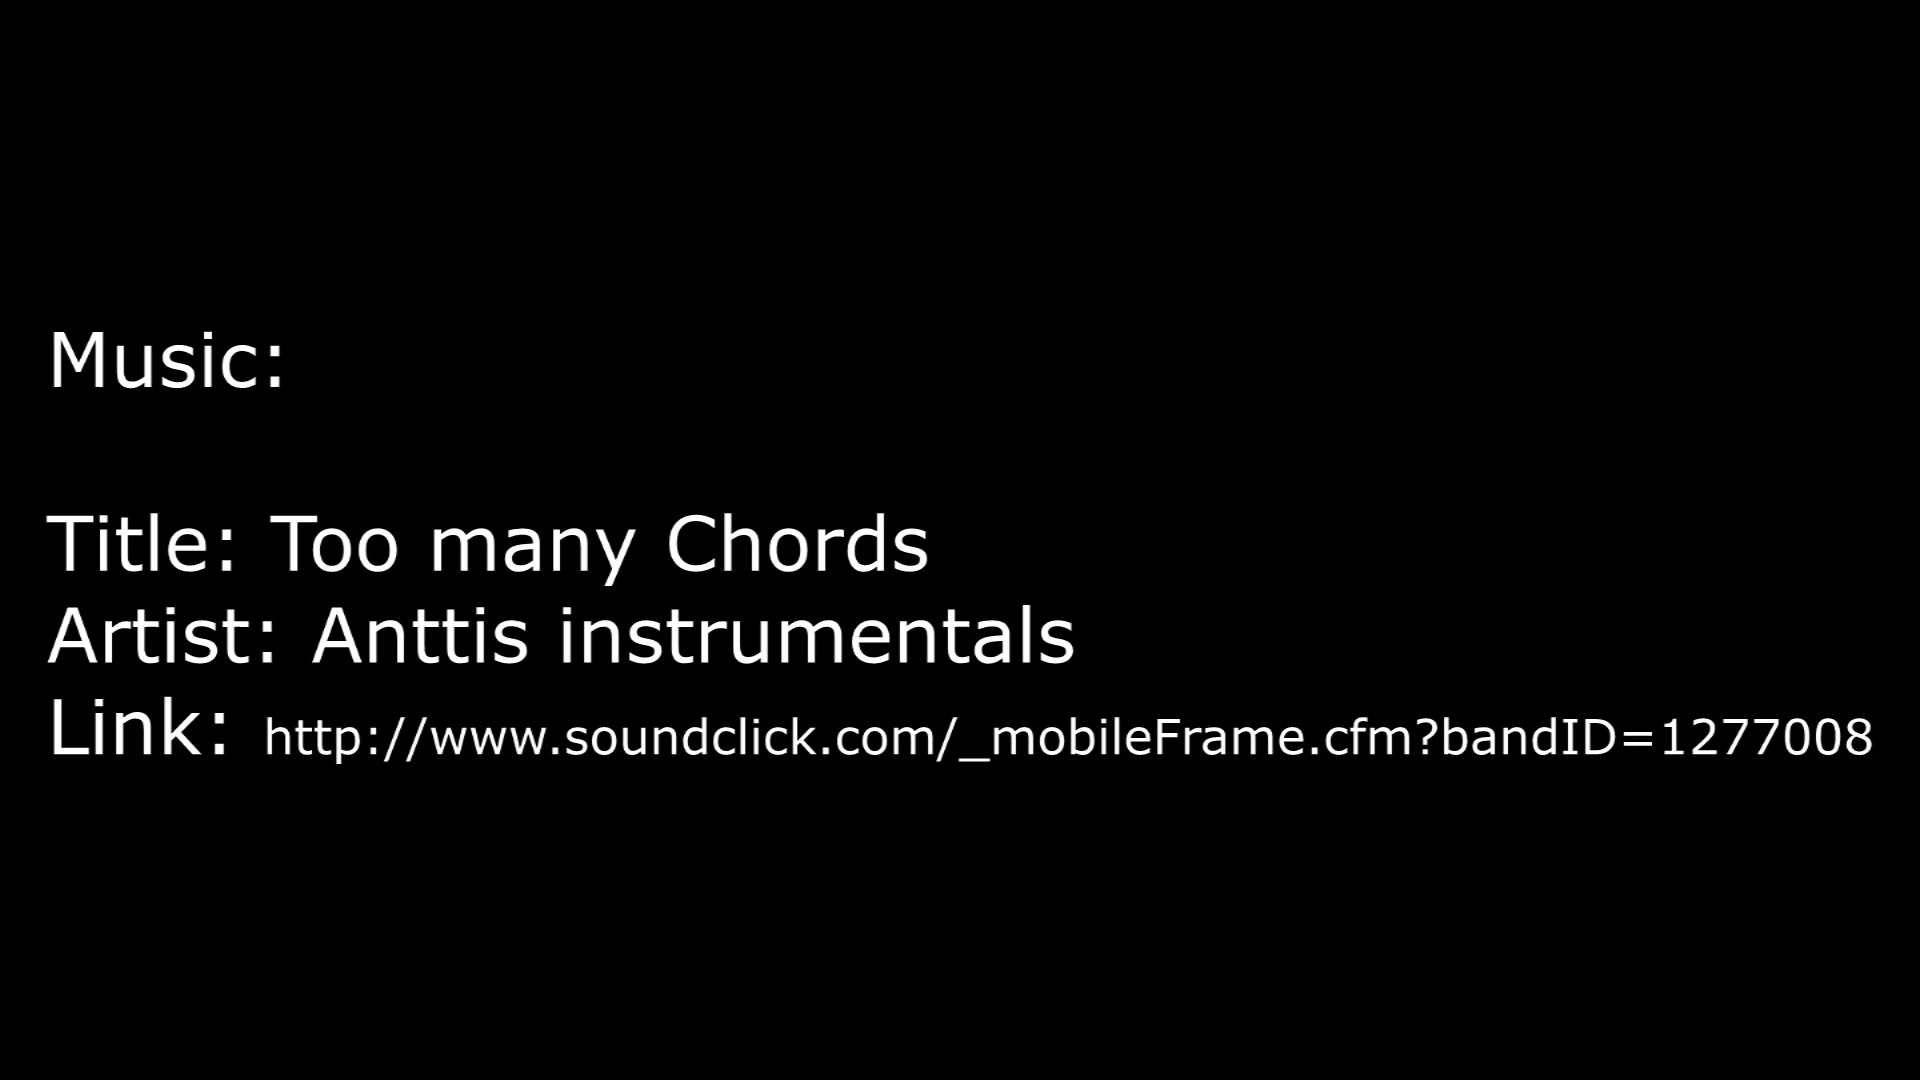 Music:
Title: Too many Chords
Artist: Anttis instrumentals
Link: http://www.soundclick.com/_mobileFrame.cfm?bandID=1277008